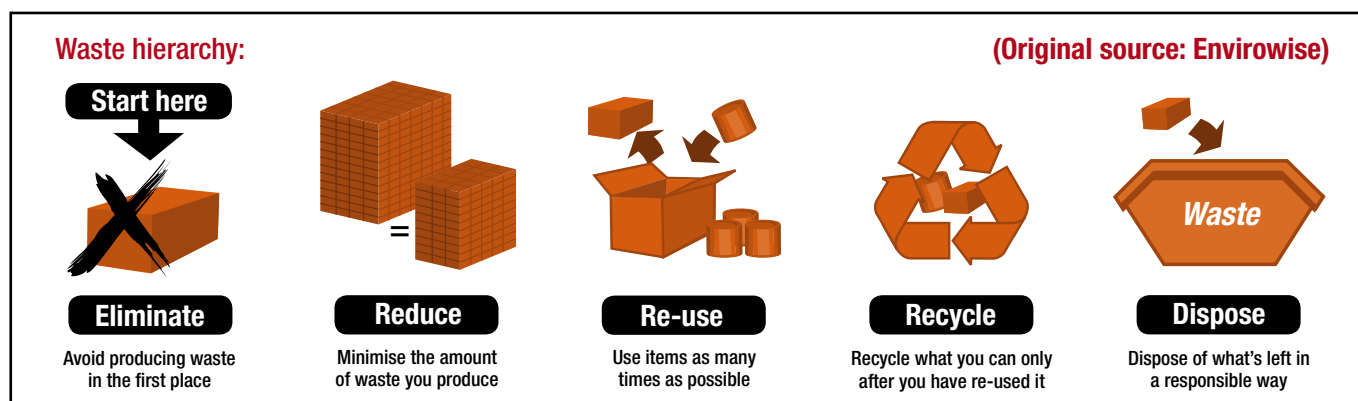 Waste hierarchy:
(Original source: Envirowise)
Start here
=
Waste
Eliminate
Avoid producing waste
in the first place
Reduce
Minimise the amount
of waste you produce
Re-use
Use items as many
times as possible
Recycle
Recycle what you can only
after you have re-used it
Dispose
Dispose of what’s left in
a responsible way